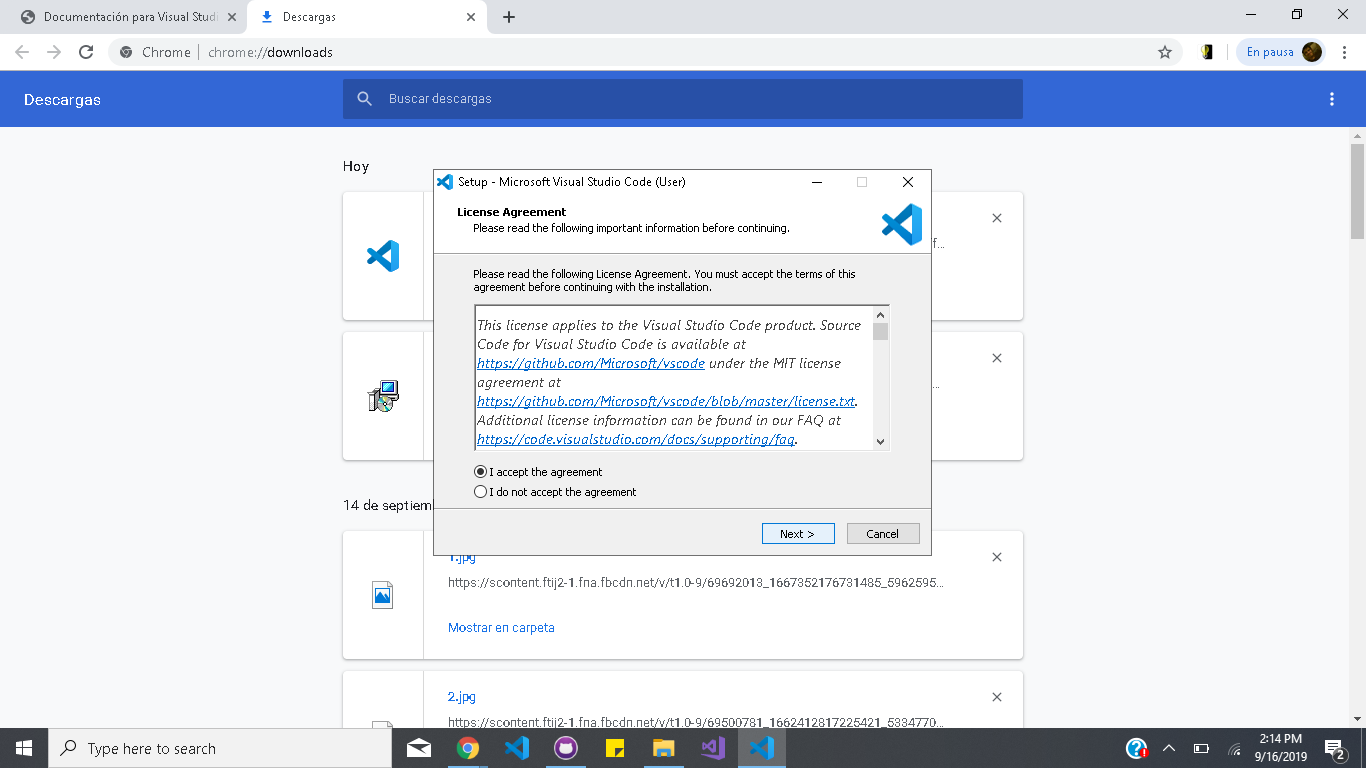 Documentación para Visual Studi
Descargas
Chrome
chrome://downloads
En pausa
Descargas
Buscar descargas
Hoy
Setup - Microsoft Visual Studio Code (User)
License Agreement
Please read the following important information before continuing.
Please read the following License Agreement. You must accept the terms of this
agreement before continuing with the installation.
This license applies to the Visual Studio Code product. Source
Code for Visual Studio Code is available at
https://github.com/Microsoft/vscode under the MIT license
agreement at
https://github.com/Microsoft/vscode/blob/master/license.txt.
Additional license information can be found in our FAQ at
https://code.visualstudio.com/docs/supporting/faq.
I accept the agreement
I do not accept the agreement
Next >
Cancel
f...
...
14 de septiem
1.jpg
https://scontent.ftij2-1.fna.fbcdn.net/v/t1.0-9/69692013_1667352176731485_5962595...
Mostrar en carpeta
2.jpg
https://scontent.ftij2-1.fna.fbcdn.net/v/t1.0-9/69500781_1662412817225421_5334770...
Type here to search
2:14 PM
9/16/2019
2